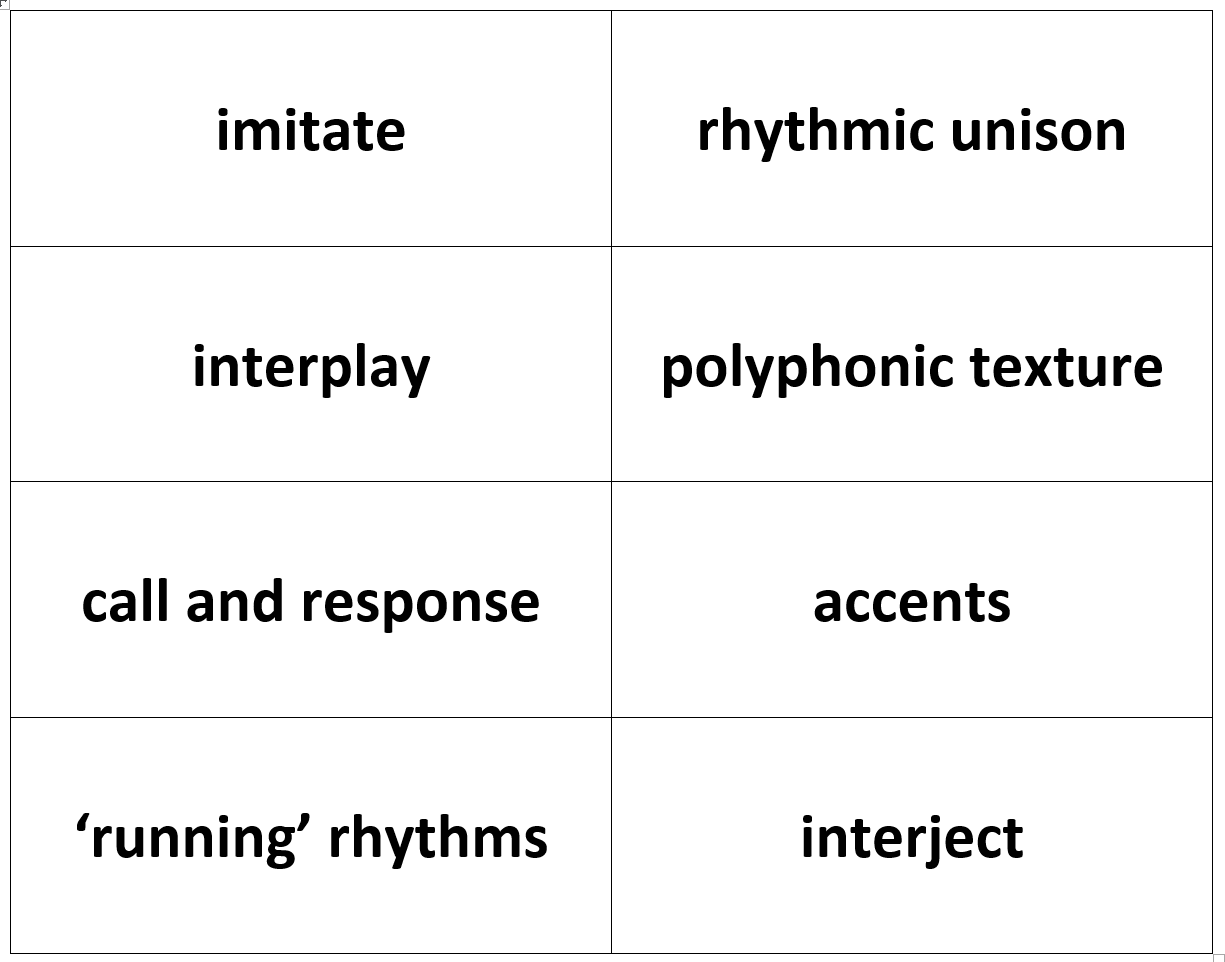 imitate
rhythmic unison
interplay
polyphonic texture
call and response
accents
‘running’ rhythms
interject